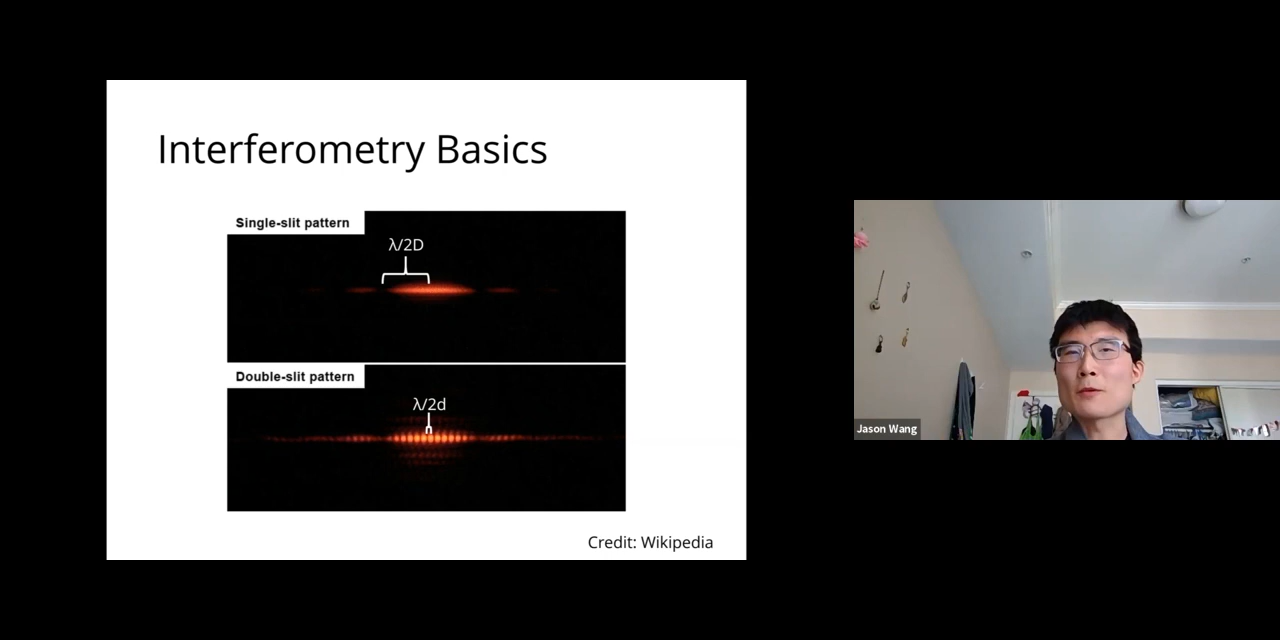 Interferometry Basics
Single-slit pattern
λ/2D
Double-slit pattern
λ/2d
Credit: Wikipedia
Jason Wang